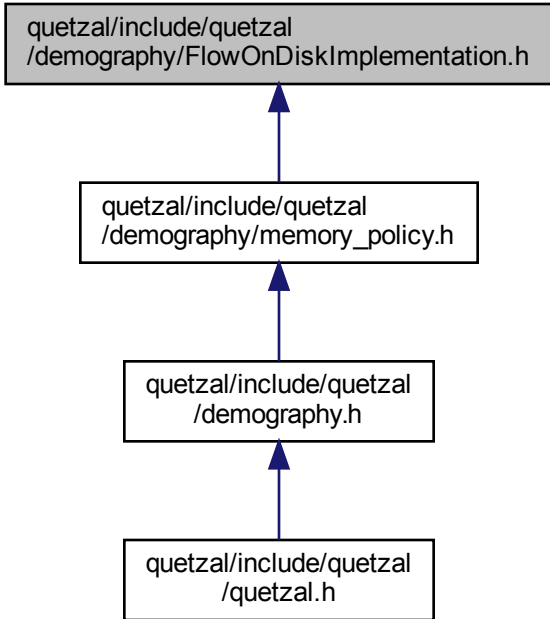 quetzal/include/quetzal
/demography/FlowOnDiskImplementation.h
quetzal/include/quetzal
/demography/memory_policy.h
quetzal/include/quetzal
/demography.h
quetzal/include/quetzal
/quetzal.h